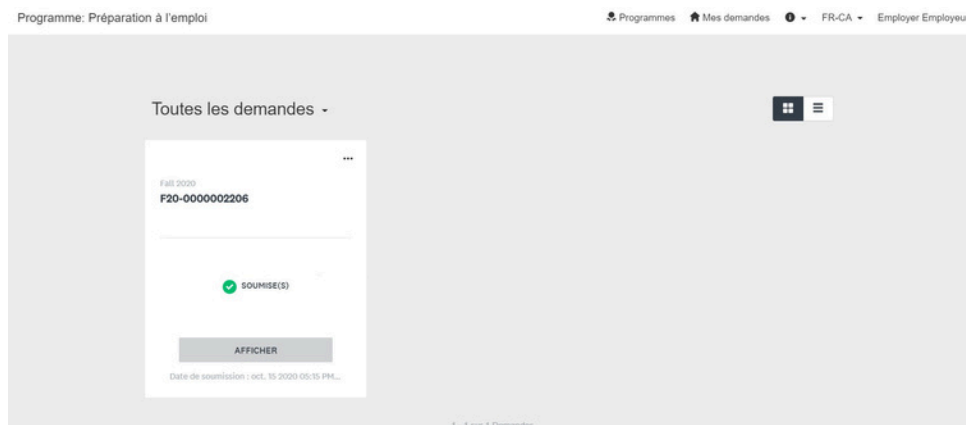 Programme: Préparation à l'emploi
Programmes Mes demandes FR-CA Employer Employeu
Toutes les demandes
...
Fall 2020
F20-0000002206
SOUMISE(S)
AFFICHER
Date de soumission : oct. 15 2020 05:15 PM...